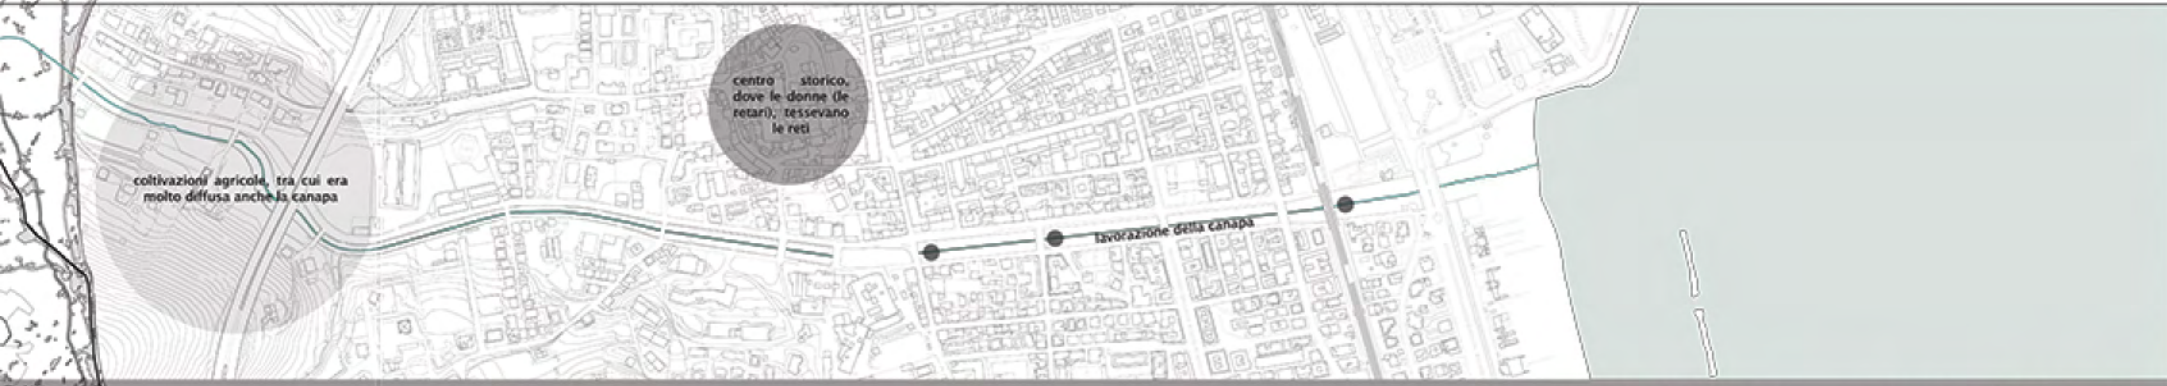 centro storico,
dove le donne (le
retari), tessevano
le reti
coltivazioni agricole, tra cui era
molto diffusa anche la canapa
lavorazione della canapa